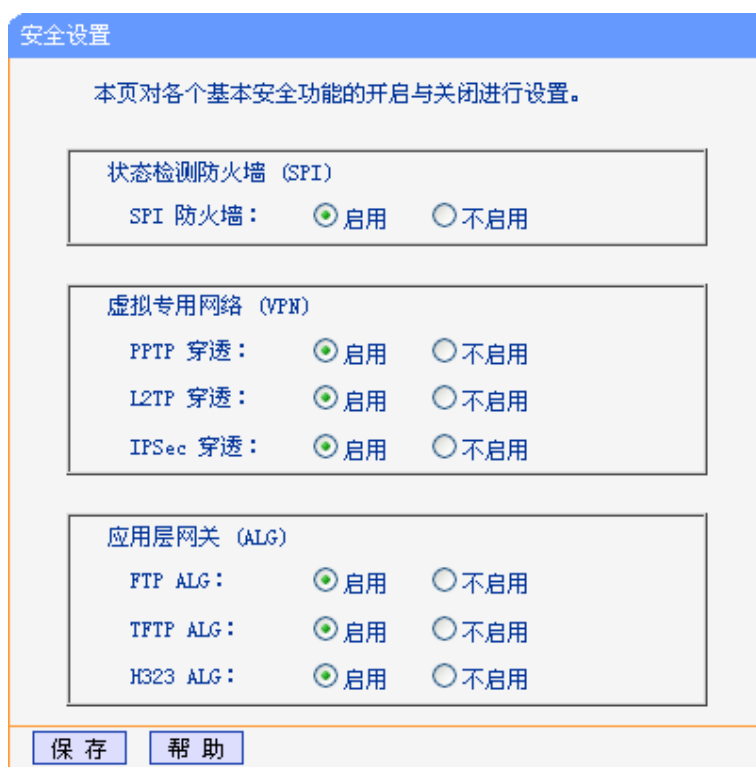 安全设置
本页对各个基本安全功能的开启与关闭进行设置。
状态检测防火墙 (SPI)
SPI 防火墙： 启用 不启用
虚拟专用网络 (VPN)
PPTP 穿透： 启用 不启用
L2TP 穿透： 启用 不启用
IPSec 穿透： 启用 不启用
应用层网关 (ALG)
FTP ALG： 启用 不启用
TFTP ALG： 启用 不启用
H323 ALG： 启用 不启用
保 存 帮 助